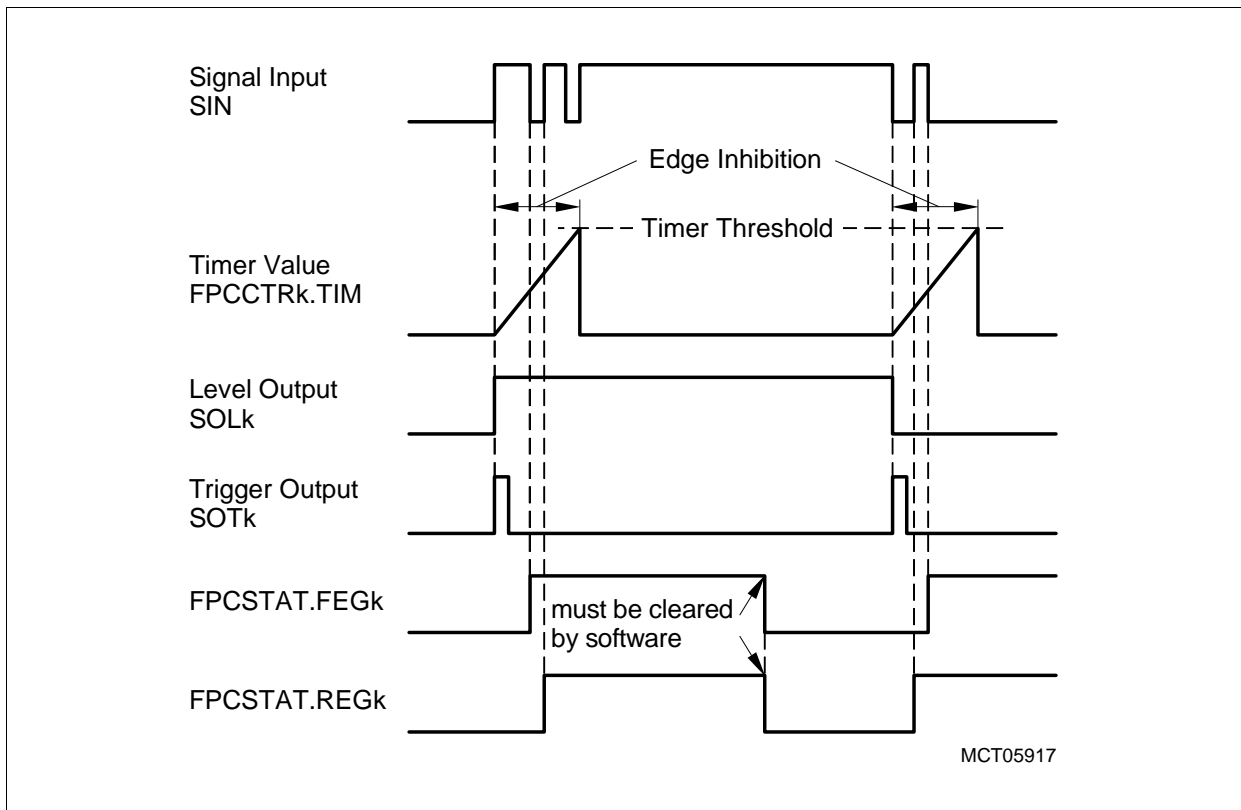 Signal Input
SIN
Edge Inhibition
Timer Threshold
Timer Value
FPCCTRk.TIM
Level Output
SOLk
Trigger Output
SOTk
FPCSTAT.FEGk
must be cleared
by software
FPCSTAT.REGk
MCT05917